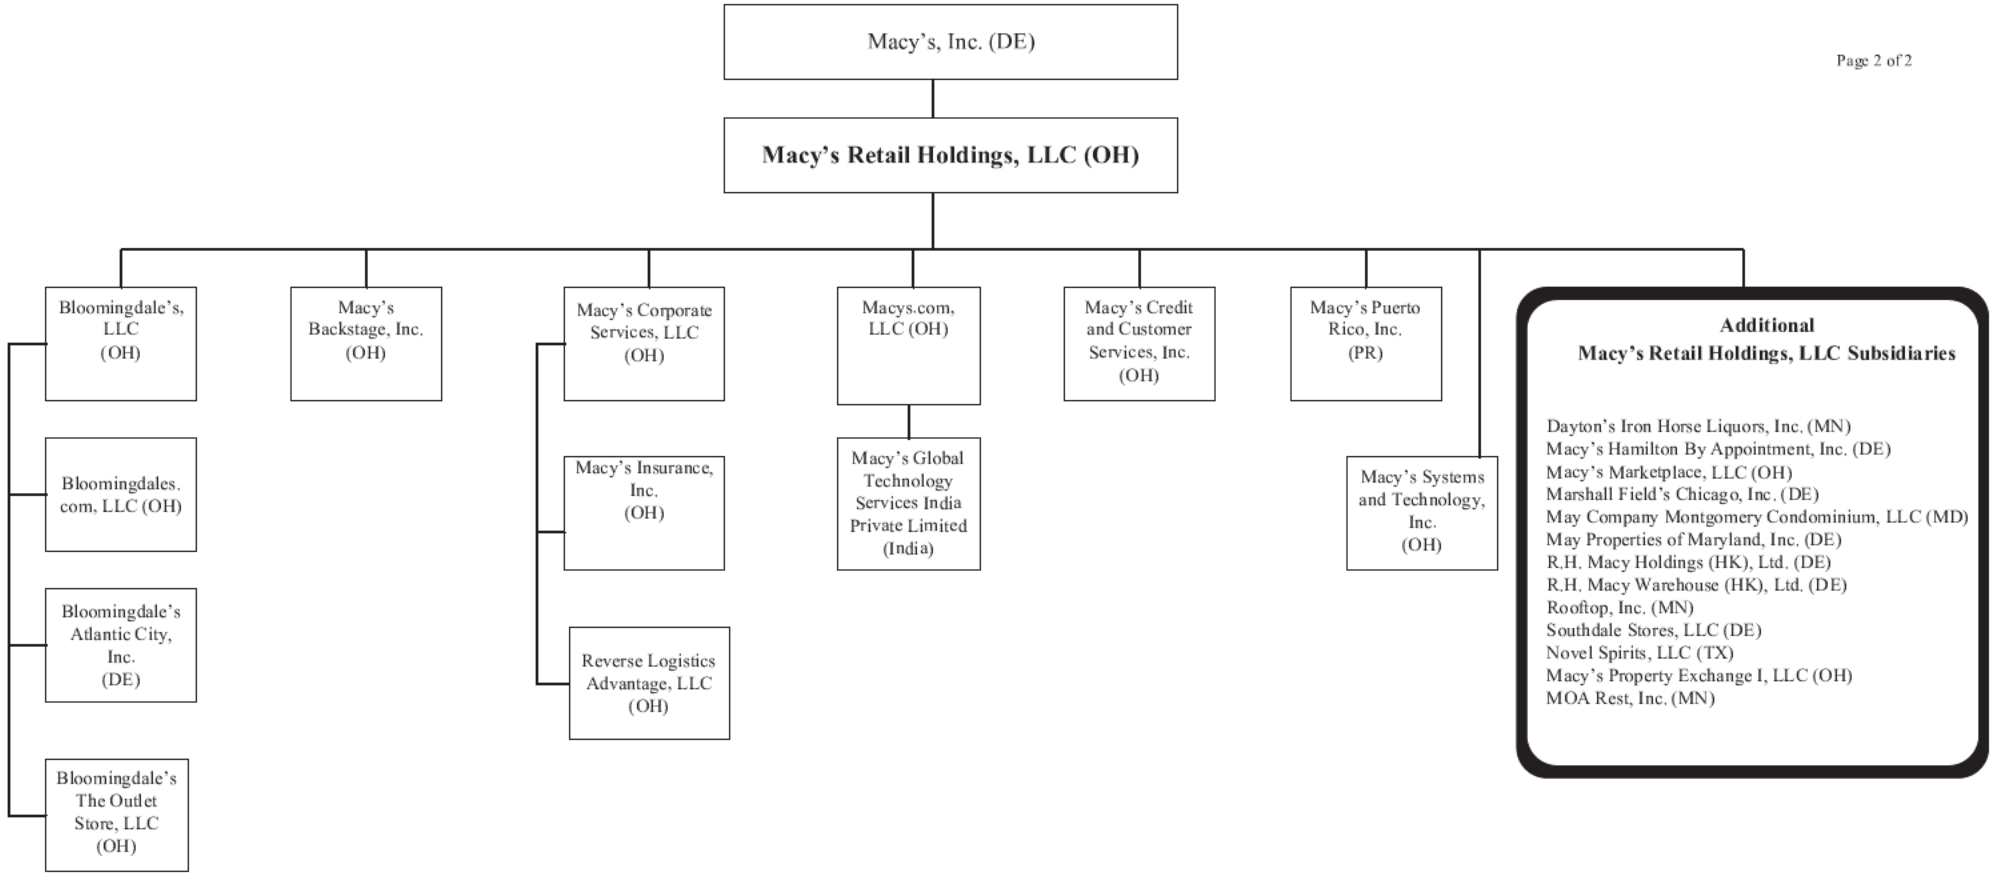 Macy's, Inc. (DE)
Page 2 of 2
Macy's Retail Holdings, LLC (OH)
Bloomingdale's,
LLC
(OH)
Macy's
Backstage, Inc.
(OH)
Macy's Corporate
Services, LLC
(OH)
Macys.com,
LLC (OH)
Macy's Credit
and Customer
Services, Inc.
(OH)
Macy's Puerto
Rico, Inc.
(PR)
Additional
Macy's Retail Holdings, LLC Subsidiaries
Dayton's Iron Horse Liquors, Inc. (MN)
Macy's Hamilton By Appointment, Inc. (DE)
Macy's Marketplace, LLC (OH)
Marshall Field's Chicago, Inc. (DE)
May Company Montgomery Condominium, LLC (MD)
May Properties of Maryland, Inc. (DE)
R.H. Macy Holdings (HK), Ltd. (DE)
R.H. Macy Warehouse (HK), Ltd. (DE)
Rooftop, Inc. (MN)
Southdale Stores, LLC (DE)
Novel Spirits, LLC (TX)
Macy's Property Exchange I, LLC (OH)
MOA Rest, Inc. (MN)
Bloomingdales.
com, LLC (OH)
Macy's Insurance,
Inc.
(OH)
Macy's Global
Technology
Services India
Private Limited
(India)
Macy's Systems
and Technology,
Inc.
(OH)
Bloomingdale's
Atlantic City,
Inc.
(DE)
Reverse Logistics
Advantage, LLC
(OH)
Bloomingdale's
The Outlet
Store, LLC
(OH)